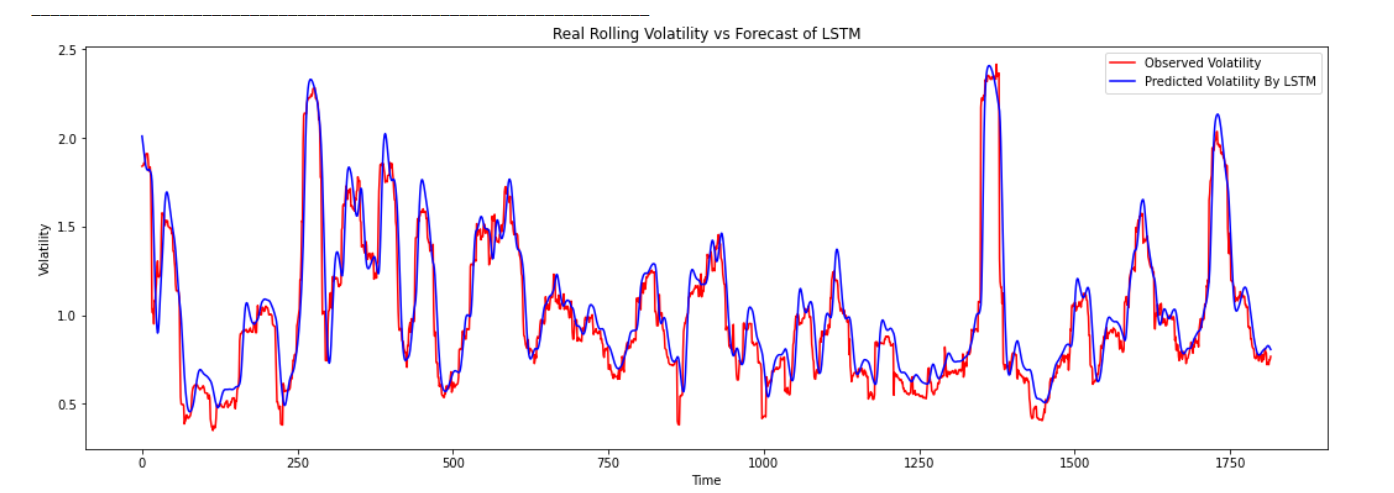 Real Rolling Volatility vs Forecast of LSTM
Observed Volatility
Predicted Volatility By LSTM
2.5
2.0
1.5
1.0
0.5
Volatility
0 250 500 750 1000 1250 1500 1750
Time